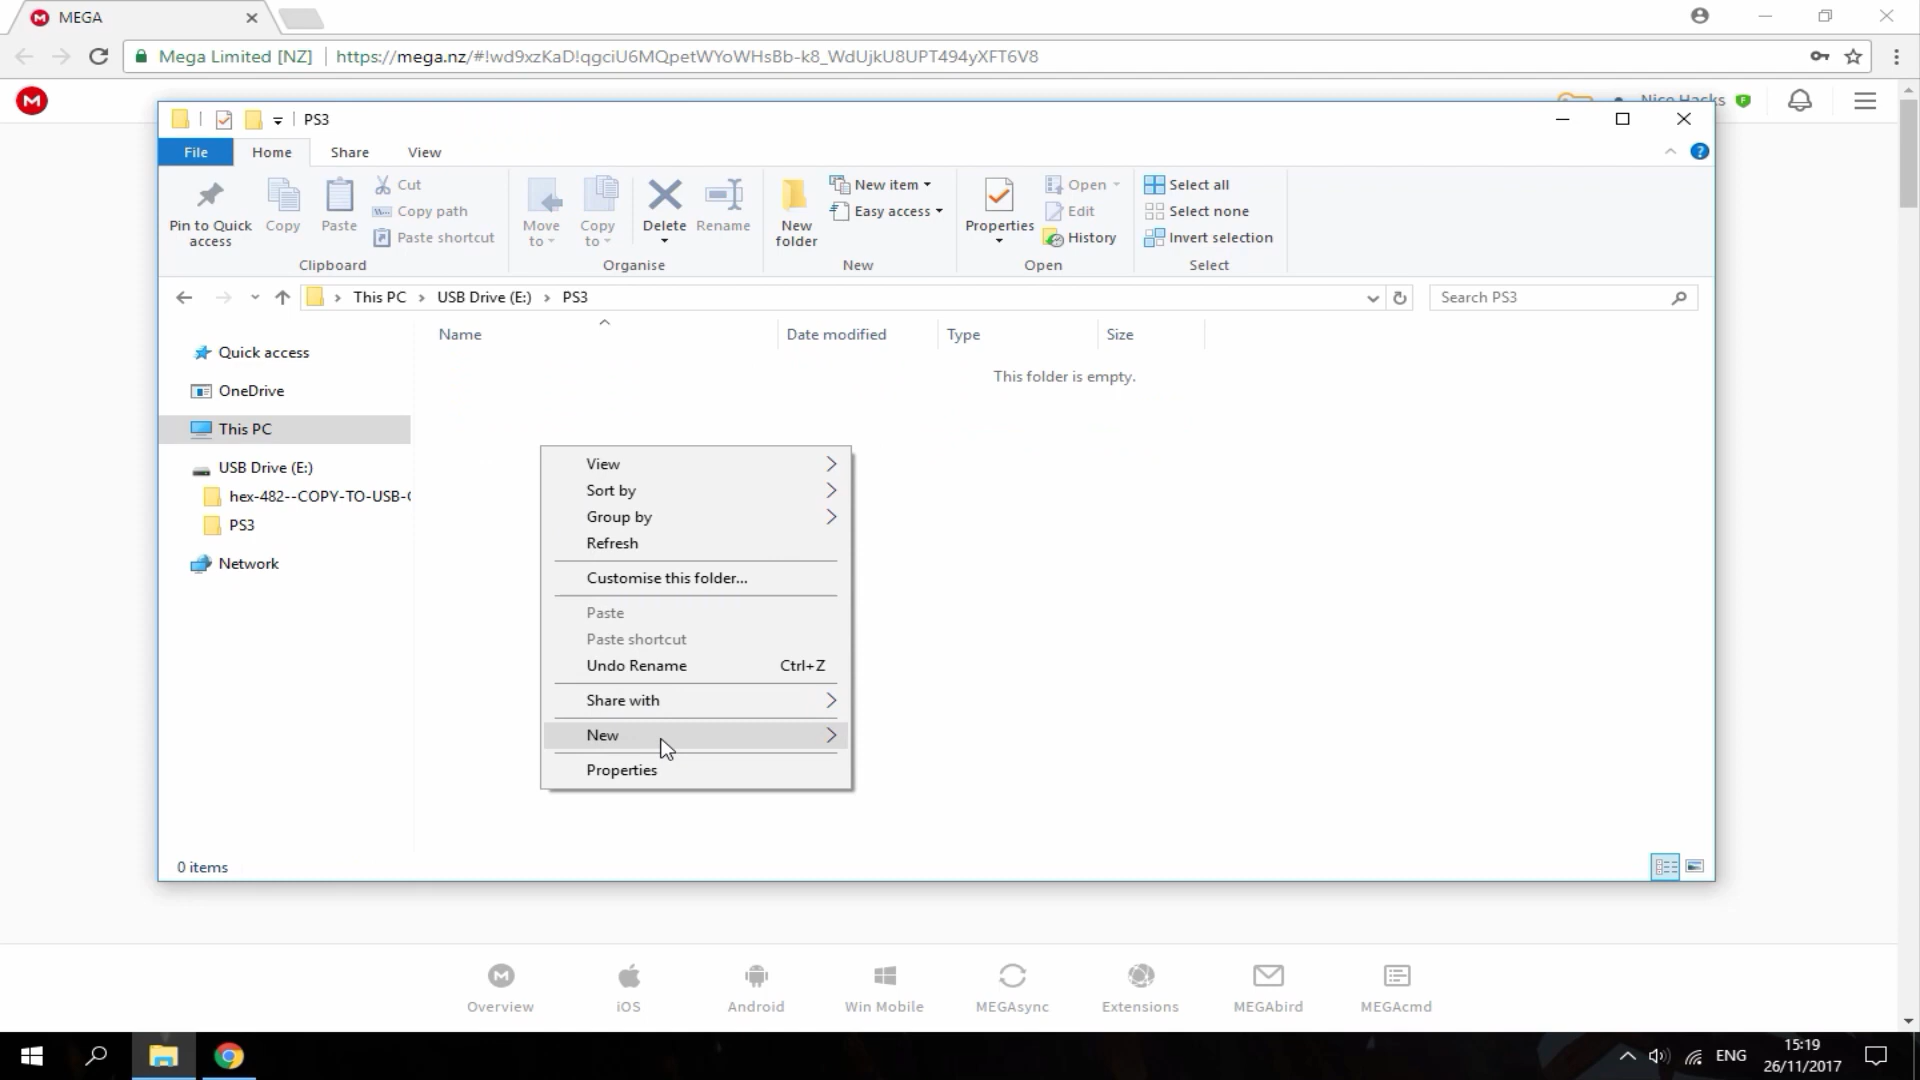 MEGA
Mega Limited [NZ] https://mega.nz/#!wd9xzKaD!qgciU6MQpetWYoWHsBb-k8_WdUjkU8UPT494yXFT6V8
Nice Hacks
PS3
File Home Share View
Pin to Quick access
Copy
Paste
Cut
Copy path
Paste shortcut
Clipboard
Move to
Copy to
Delete
Rename
Organise
New folder
New item
Easy access
New
Properties
Open
Edit
History
Open
Select all
Select none
Invert selection
Select
This PC USB Drive (E:) PS3
Search PS3
Name Date modified Type Size
This folder is empty.
Quick access
OneDrive
This PC
USB Drive (E:)
hex-482--COPY-TO-USB-
PS3
Network
View
Sort by
Group by
Refresh
Customise this folder...
Paste
Paste shortcut
Undo Rename Ctrl+Z
Share with
New
Properties
0 items
Overview iOS Android Win Mobile MEGAsync Extensions MEGAbird MEGAcmd
ENG
15:19
26/11/2017